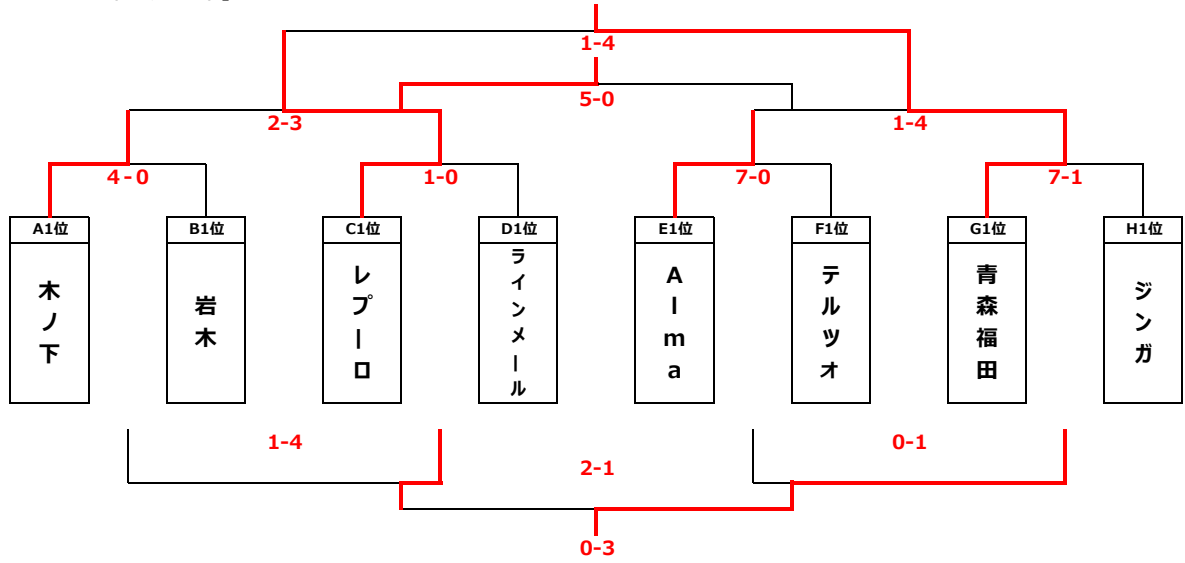 1-4
5-0
2-3
1-4
4-0
1-0
7-0
7-1
A1位
B1位
C1位
D1位
E1位
F1位
G1位
H1位
木ノ下
岩木
レプーロ
ラインメール
Alma
テルツオ
青森福田
ジンガ
1-4
0-1
2-1
0-3